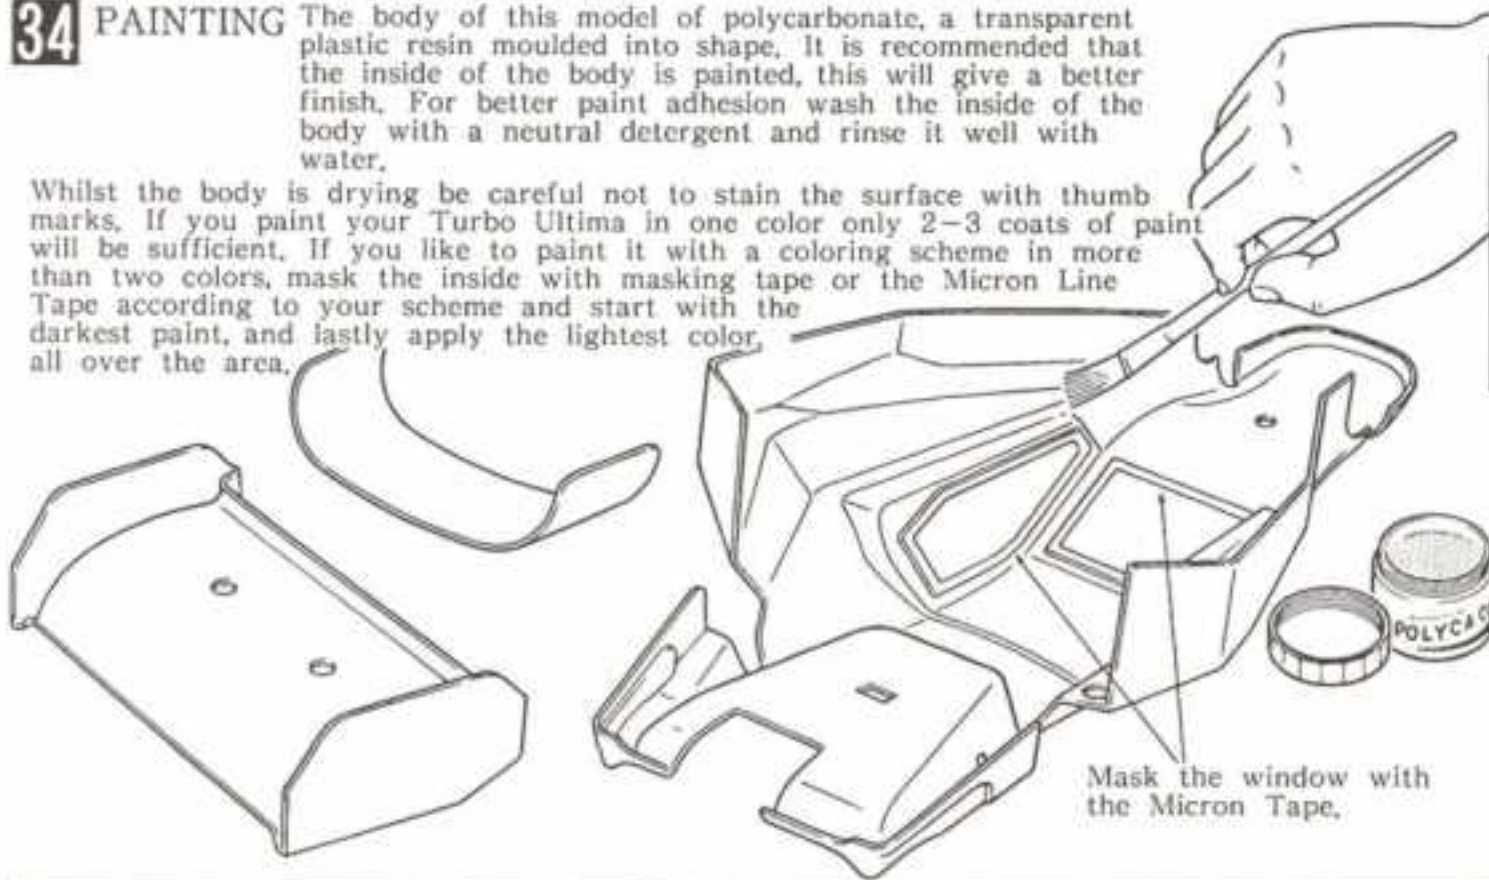 34 PAINTING
The body of this model of polycarbonate, a transparent
plastic resin moulded into shape. It is recommended that
the inside of the body is painted, this will give a better
finish. For better paint adhesion wash the inside of the
body with a neutral detergent and rinse it well with
water.
Whilst the body is drying be careful not to stain the surface with thumb
marks. If you paint your Turbo Ultima in one color only 2-3 coats of paint
will be sufficient. If you like to paint it with a coloring scheme in more
than two colors, mask the inside with masking tape or the Micron Line
Tape according to your scheme and start with the
darkest paint, and lastly apply the lightest color,
all over the area.
POLYCA C
Mask the window with
the Micron Tape.